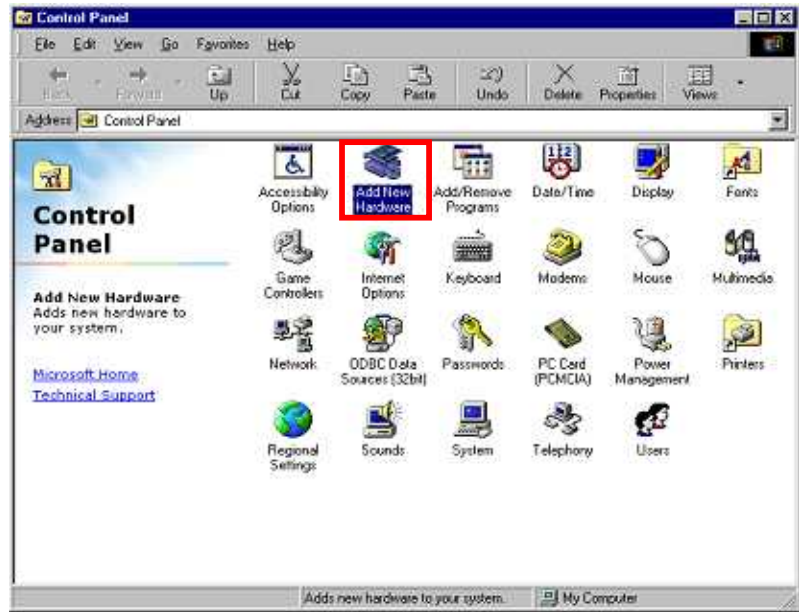 Control Panel
File Edit View Go Favorites Help
Back Forward Up Cut Copy Paste Undo Delete Properties Views
Address Control Panel
Control
Panel
Add New Hardware
Adds new hardware to
your system.
Microsoft Home
Technical Support
Accessibility
Options
Add New
Hardware
Add/Remove
Programs
Date/Time
Display
Fonts
Game
Controllers
Internet
Options
Keyboard
Modems
Mouse
Multimedia
Network
ODBC Data
Sources (32bit)
Passwords
PC Card
(PCMCIA)
Power
Management
Printers
Regional
Settings
Sounds
System
Telephony
Users
Adds new hardware to your system. My Computer